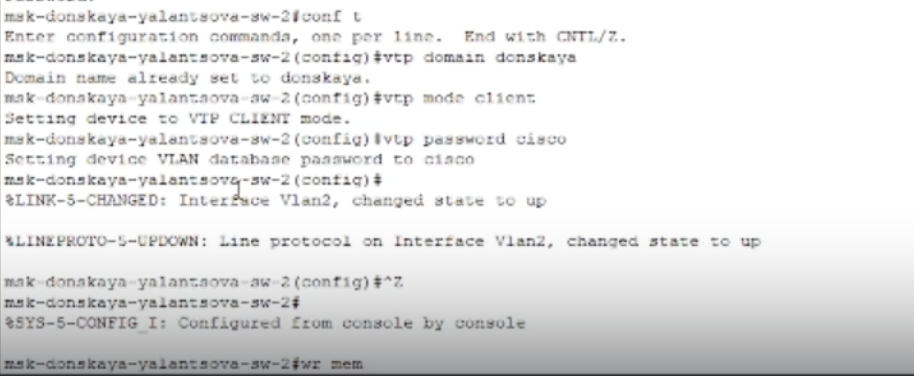 msk-donskaya-yalantsova-sw-2#conf t
Enter configuration commands, one per line.  End with CNTL/Z.
msk-donskaya-yalantsova-sw-2(config)#vtp domain donskaya
Domain name already set to donskaya.
msk-donskaya-yalantsova-sw-2(config)#vtp mode client
Setting device to VTP CLIENT mode.
msk-donskaya-yalantsova-sw-2(config)#vtp password cisco
Setting device VLAN database password to cisco
msk-donskaya-yalantsova-sw-2(config)#
%LINK-5-CHANGED: Interface Vlan2, changed state to up
%LINEPROTO-5-UPDOWN: Line protocol on Interface Vlan2, changed state to up
msk-donskaya-yalantsova-sw-2(config)#^Z
msk-donskaya-yalantsova-sw-2#
%SYS-5-CONFIG_I: Configured from console by console
msk-donskaya-yalantsova-sw-2#wr mem